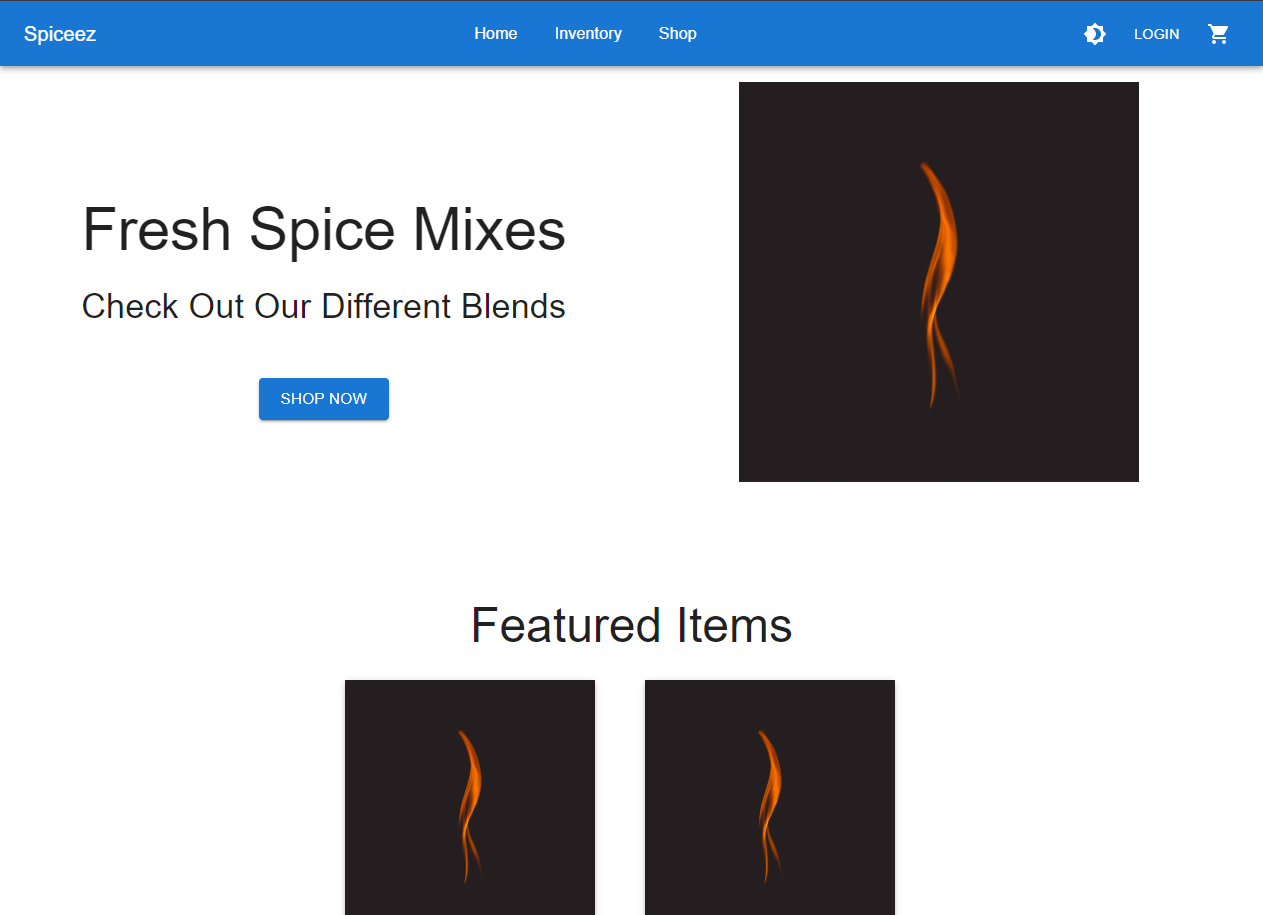 Spiceez
Home
Inventory
Shop
LOGIN
Fresh Spice Mixes
Check Out Our Different Blends
SHOP NOW
Featured Items